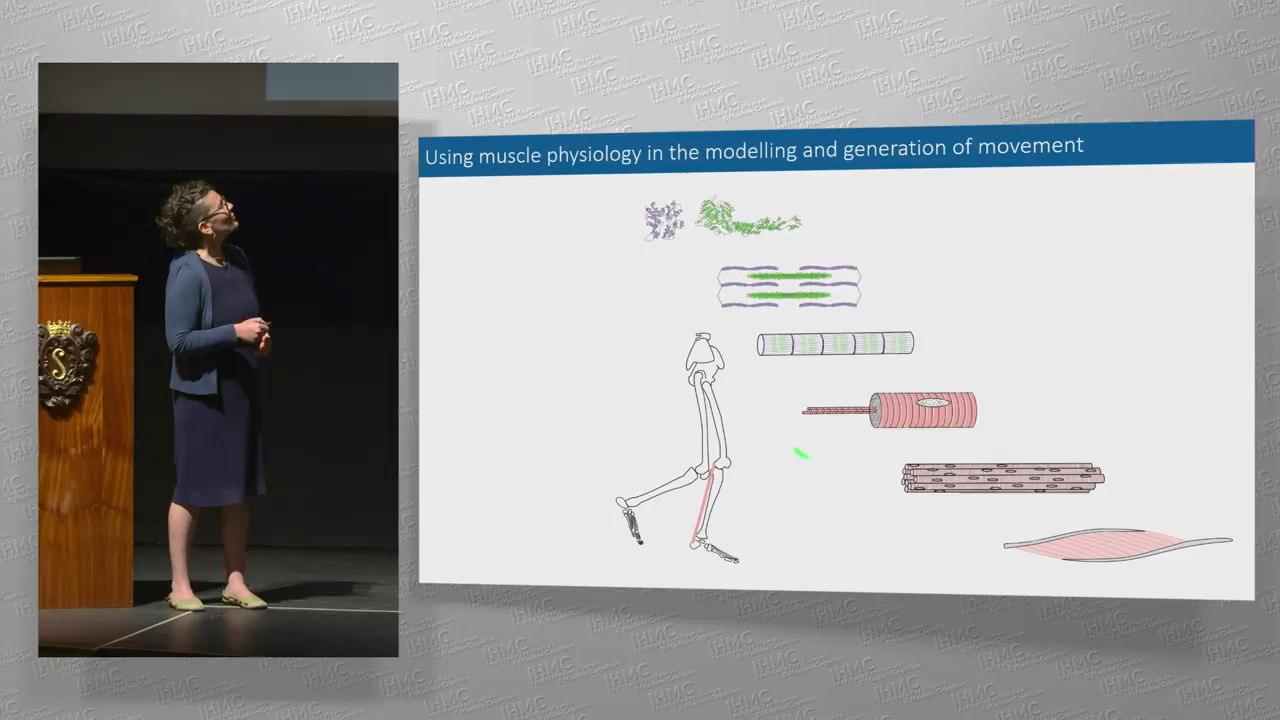 Using muscle physiology in the modelling and generation of movement
IHMC
S